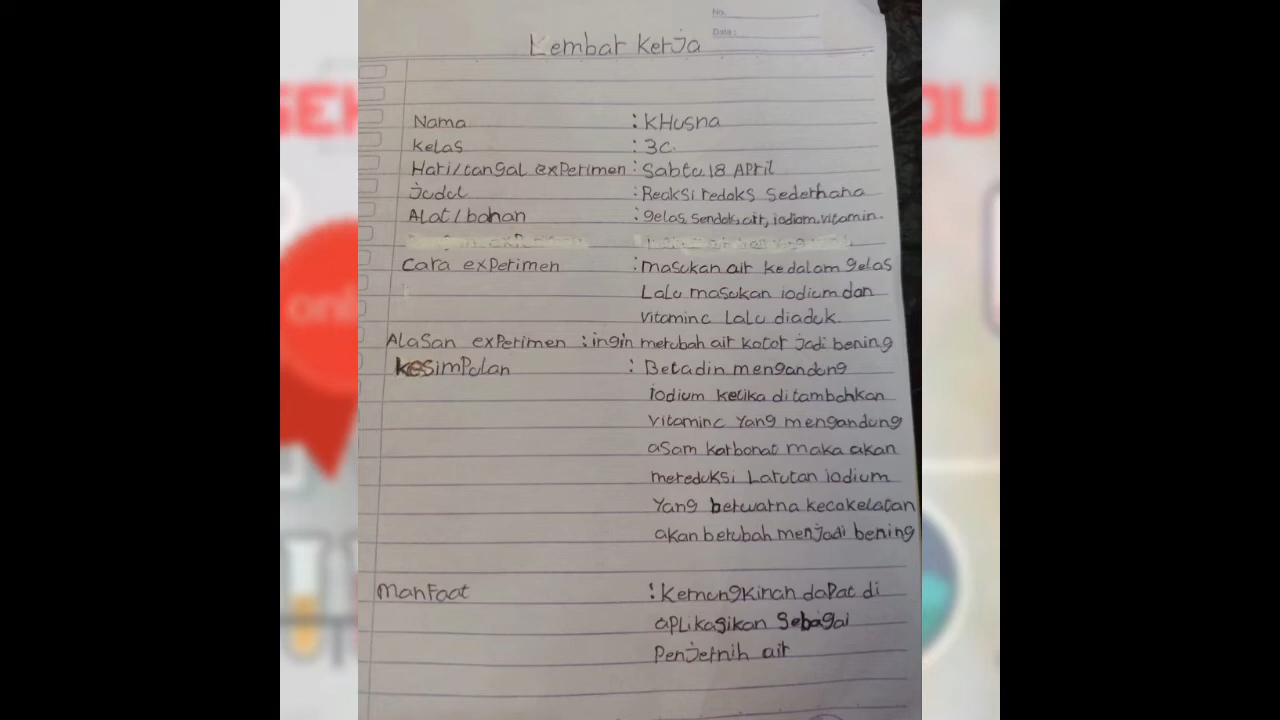 No.
Date:
Lembar Kerja
Nama : KHusna
Kelas : 3C.
Hari/tangal exPerimen : Sabtu 18 APril
judul : Reaksi redoks sederhana
Alat/bahan : gelas, sendok, air, iodium, vitamin.
Cara exPerimen : masukan air kedalam gelas
Lalu masukan iodium dan
vitaminc Lalu diaduk.
AlaSan exPerimen : ingin merubah air kotor jadi bening
kesimPulan : Betadin mengandung
iodium ketika ditambahkan
vitaminc Yang mengandung
asam karbonat maka akan
mereduksi Larutan iodium
Yang berwarna kecokelatan
akan berubah menjadi bening
ManFaat : Kemungkinan daPat di
aPLikasikan sebagai
Penjernih air